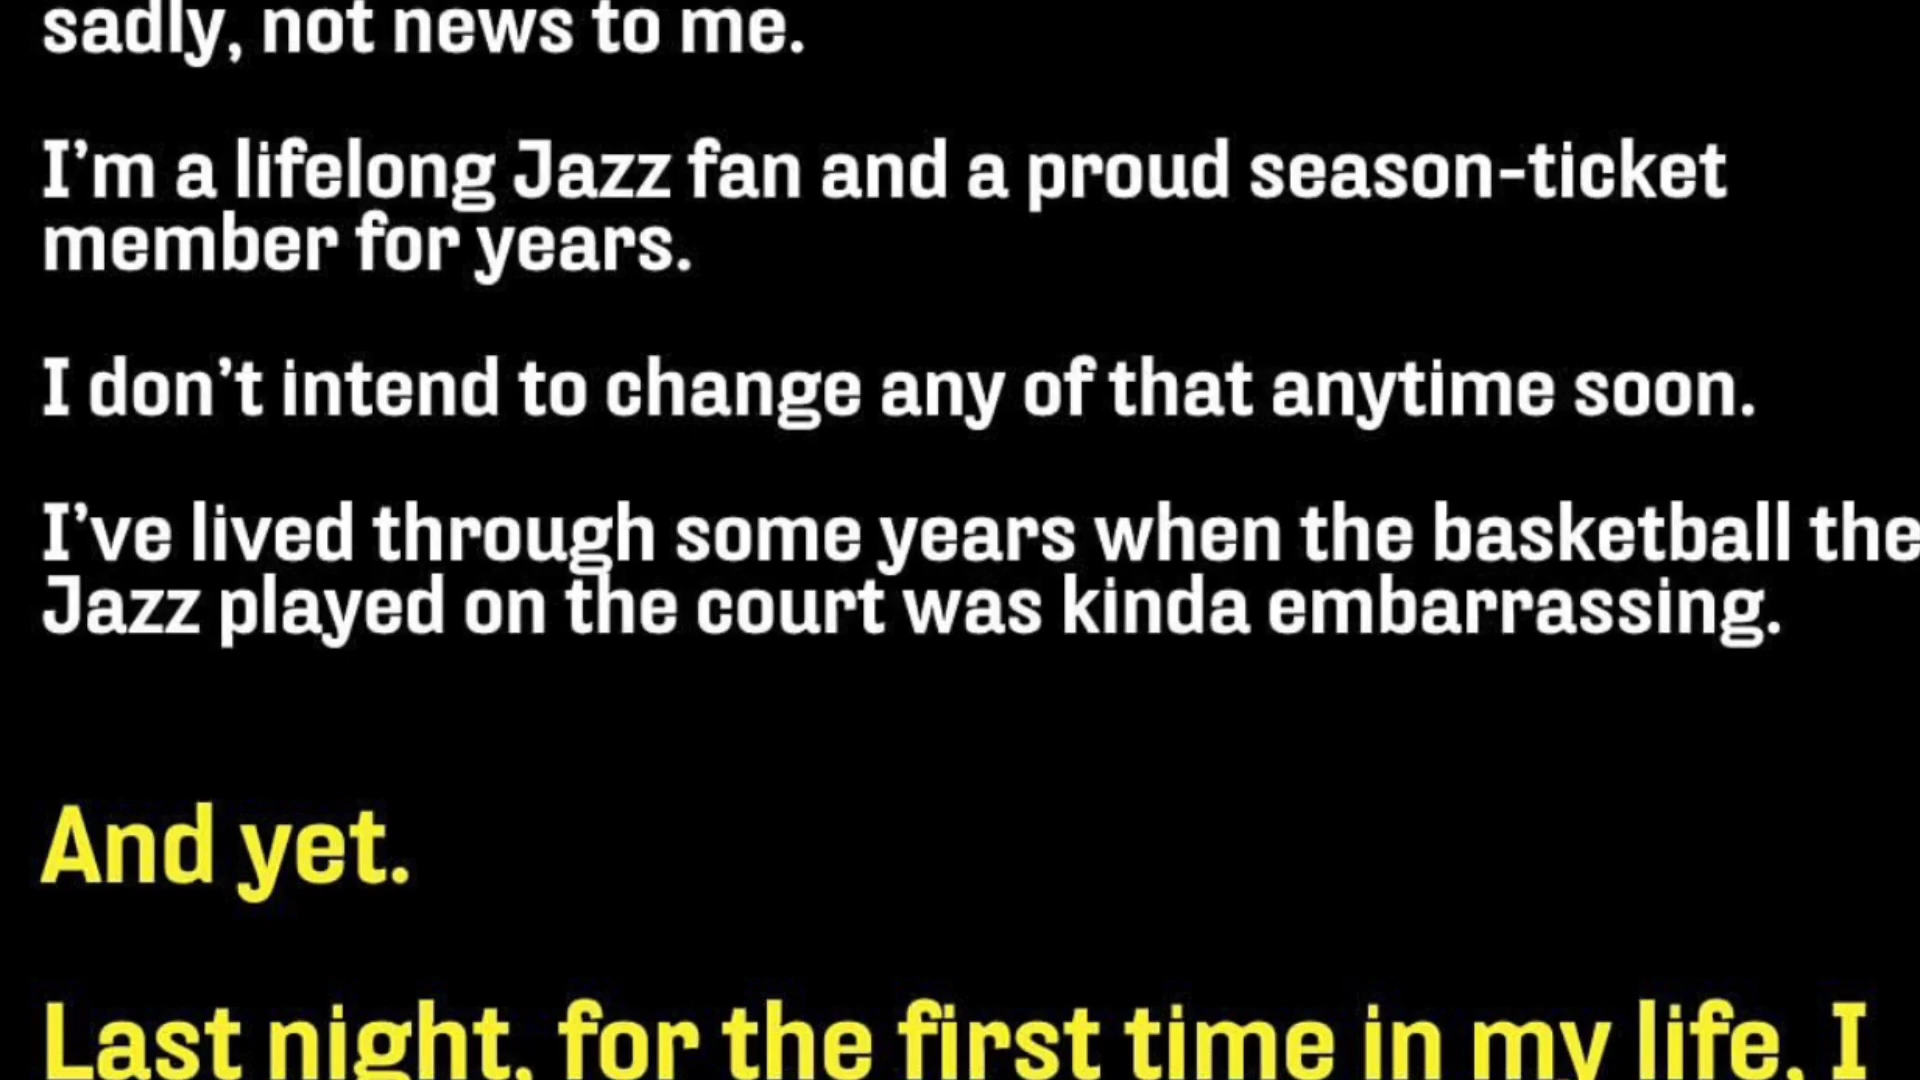 sadly, not news to me.
I’m a lifelong Jazz fan and a proud season-ticket
member for years.
I don’t intend to change any of that anytime soon.
I’ve lived through some years when the basketball the
Jazz played on the court was kinda embarrassing.
And yet.
Last night, for the first time in my life, I